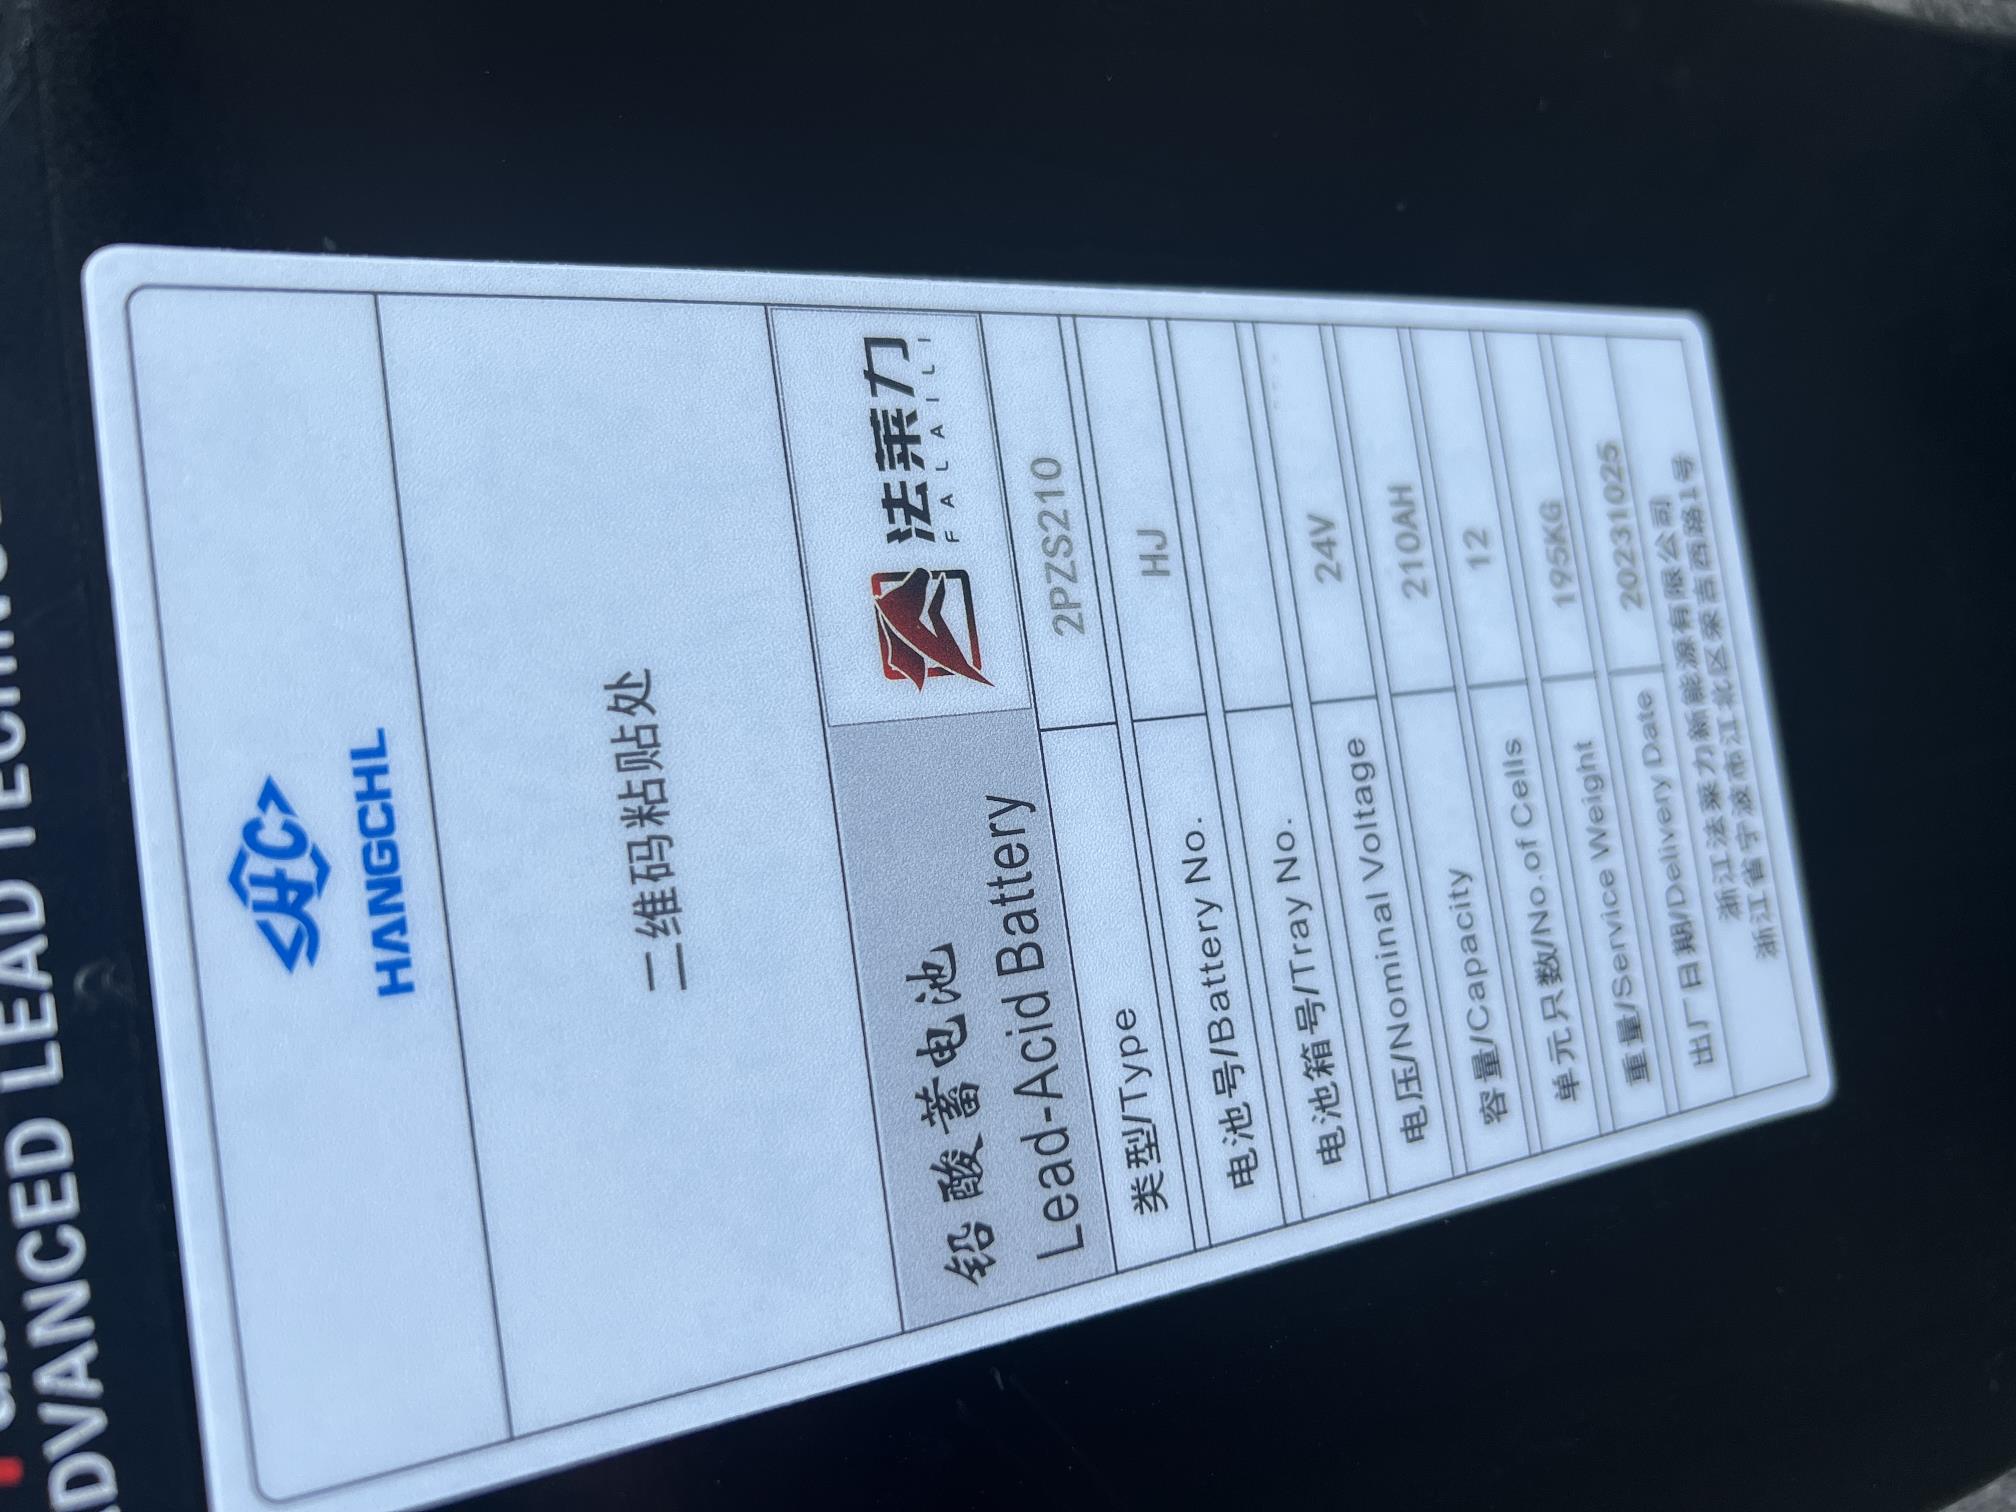 ADVANCED LEAD TECHNO
HC
HANGCHL
二维码粘贴处
铅酸蓄电池
Lead-Acid Battery
法莱力
FALAILI
类型/Type 2PZS210
电池号/Battery No. HJ
电池箱号/Tray No.
电压/Nominal Voltage 24V
容量/Capacity 210AH
单元只数/No.of Cells 12
重量/Service Weight 195KG
出厂日期/Delivery Date 20231025
浙江法莱力新能源有限公司
浙江省宁波市江北区荣吉西路1号